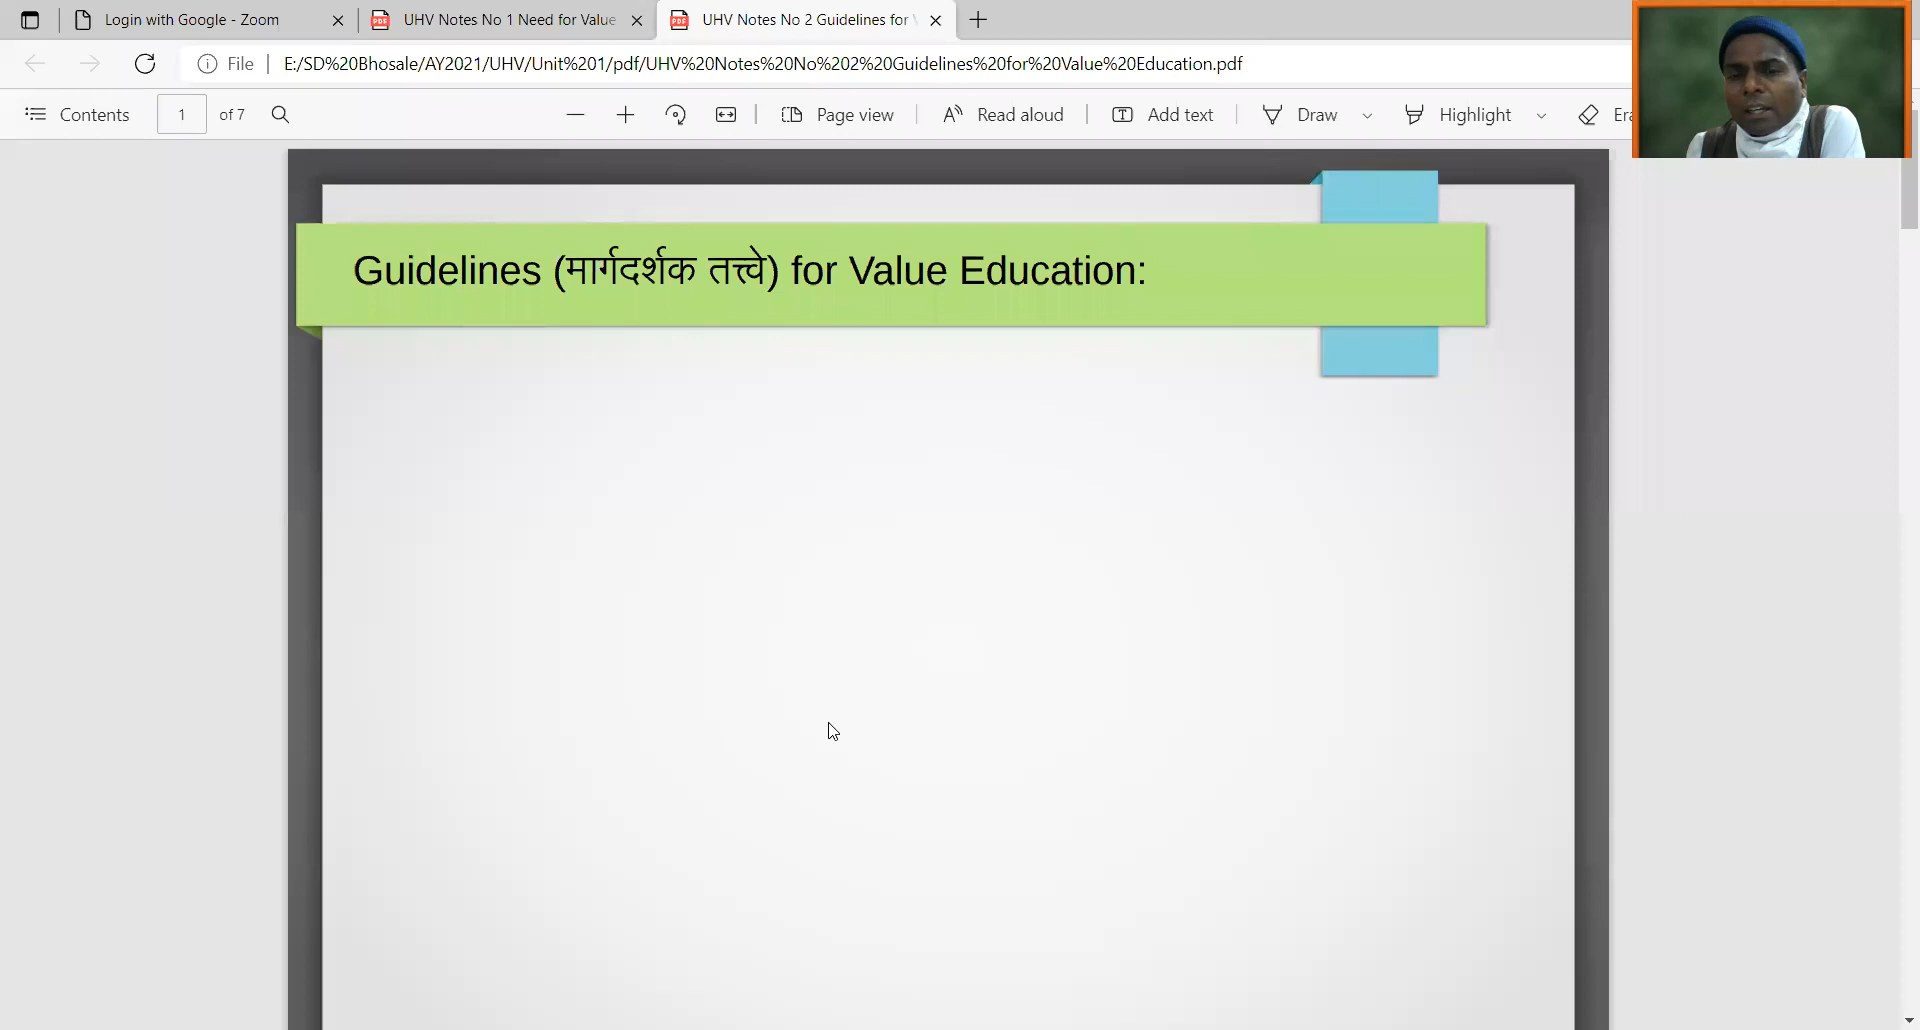 Login with Google - Zoom
UHV Notes No 1 Need for Value
UHV Notes No 2 Guidelines for
File
E:/SD%20Bhosale/AY2021/UHV/Unit%201/pdf/UHV%20Notes%20No%202%20Guidelines%20for%20Value%20Education.pdf
Contents
1 of 7
Page view
Read aloud
Add text
Draw
Highlight
Guidelines (मार्गदर्शक तत्त्वे) for Value Education: